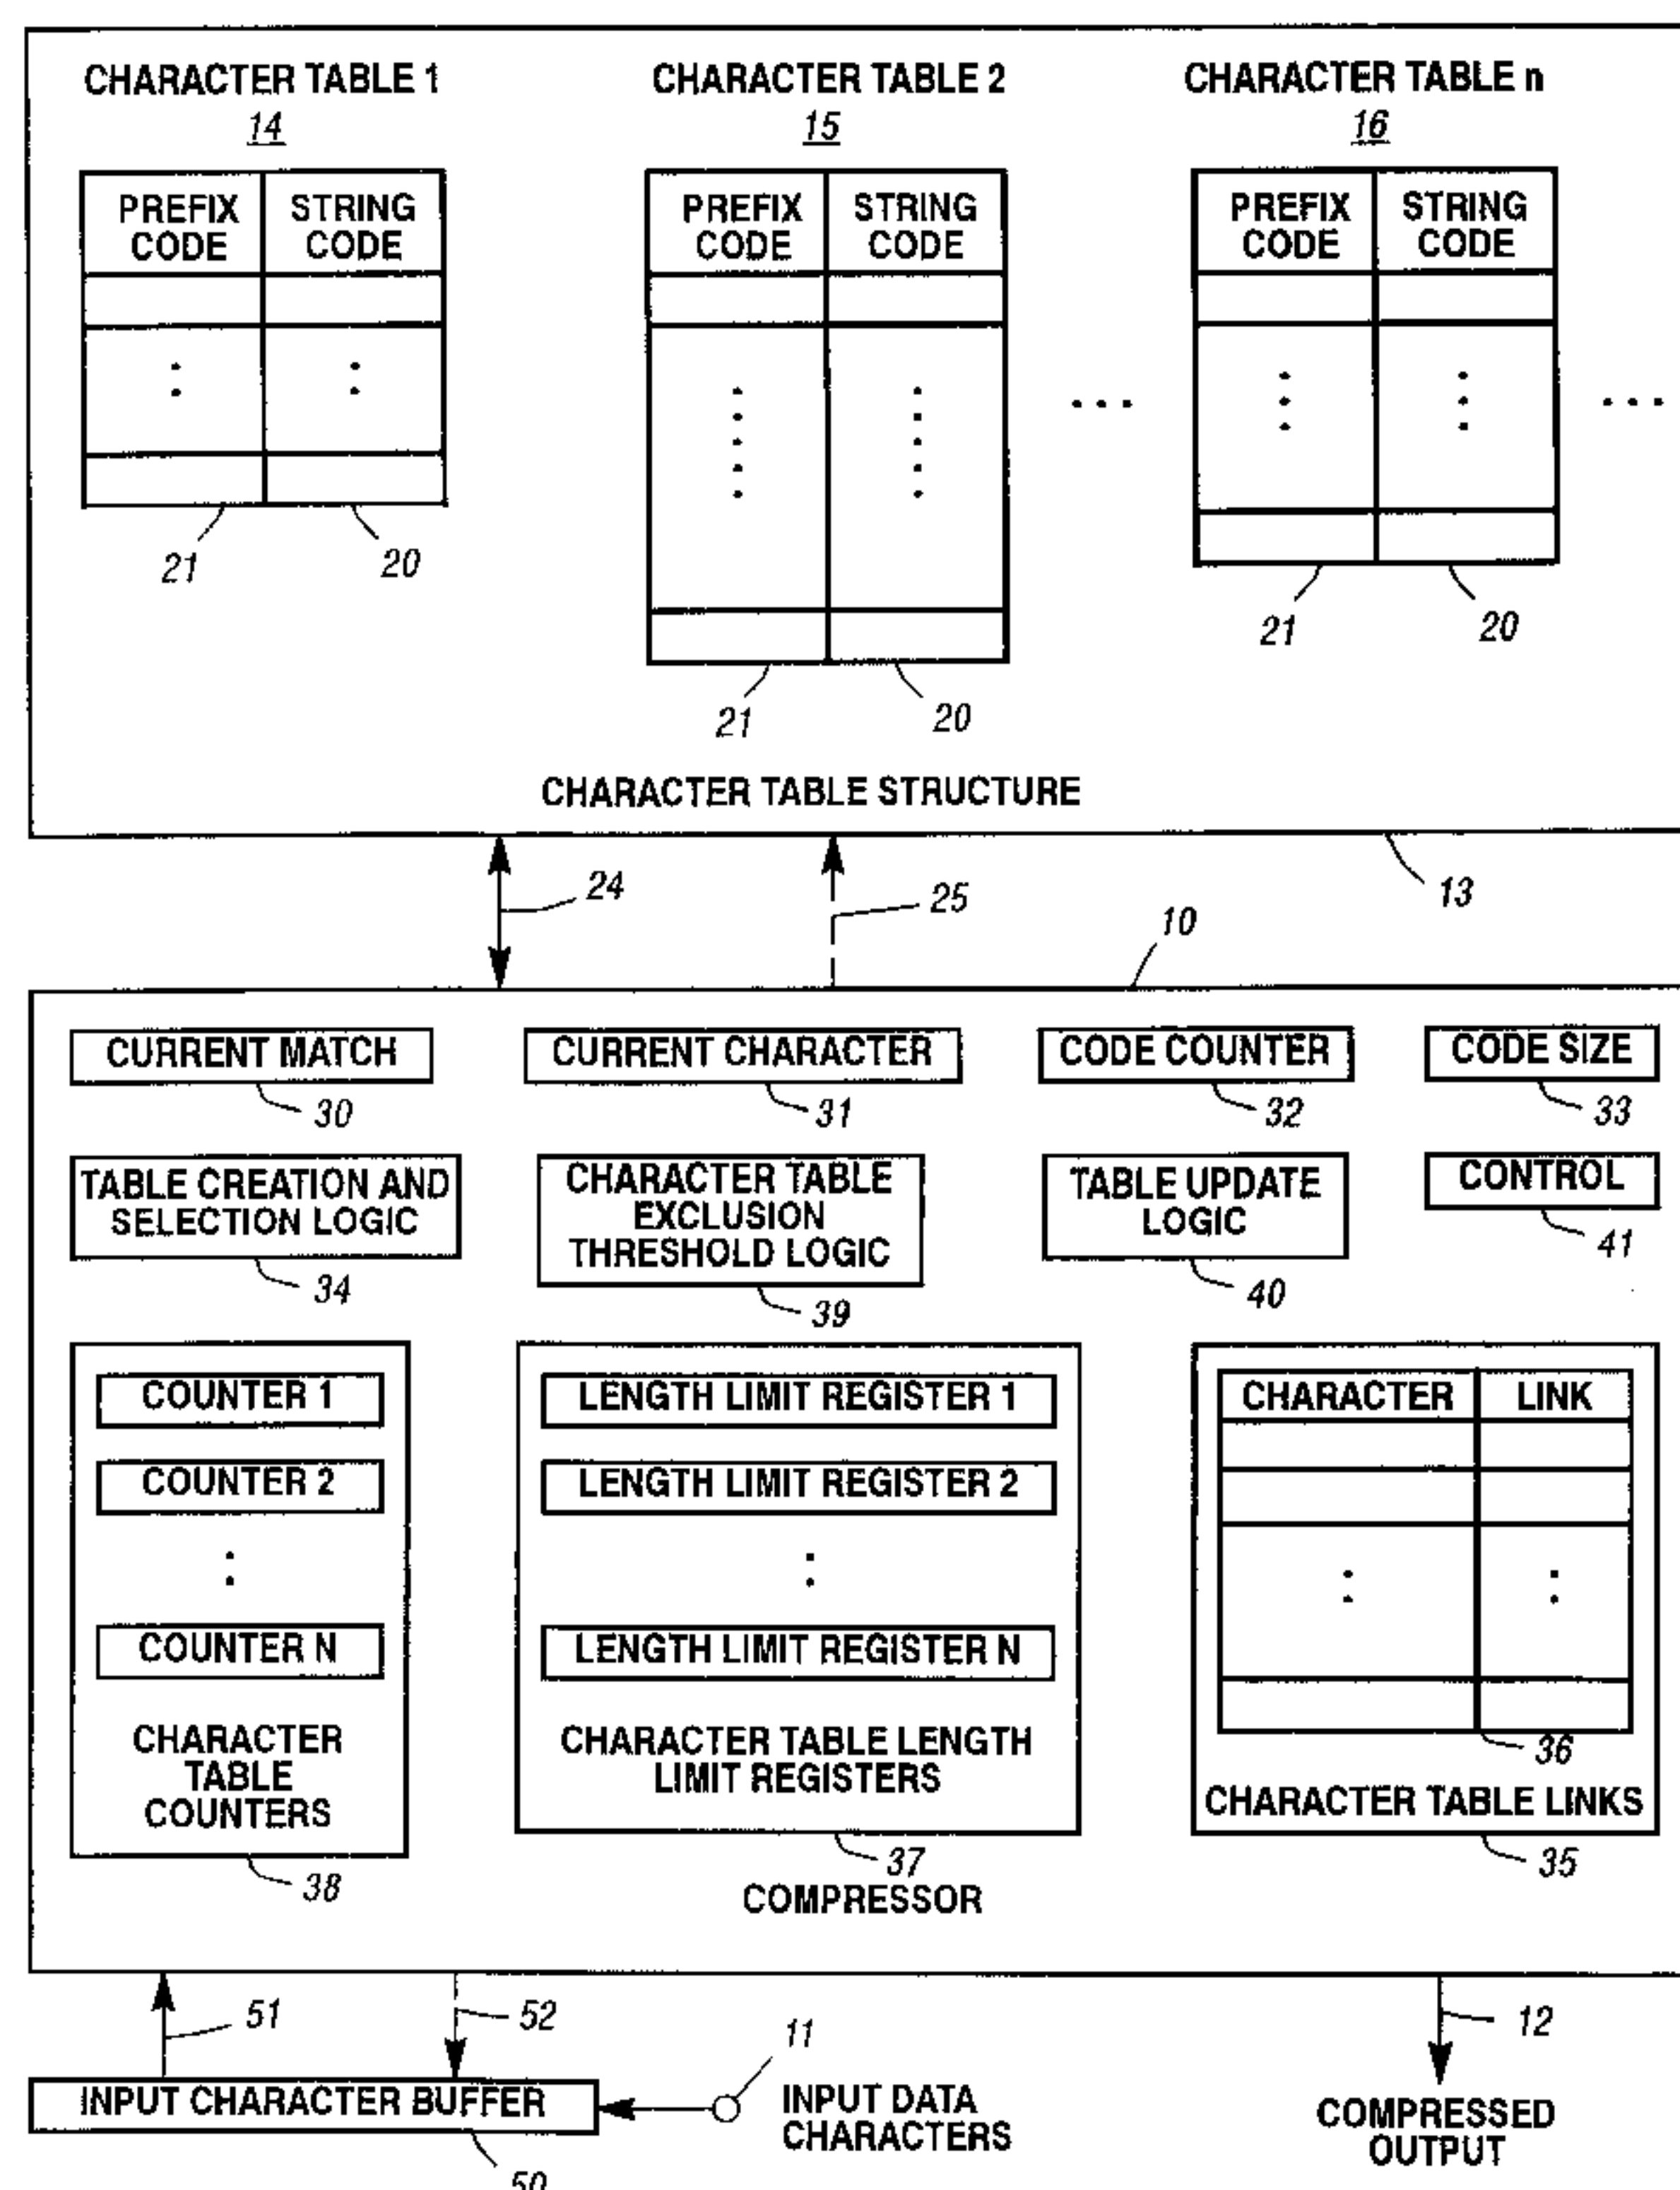 CHARACTER TABLE 1
14
CHARACTER TABLE 2
15
CHARACTER TABLE n
16
PREFIX CODE
STRING CODE
PREFIX CODE
STRING CODE
PREFIX CODE
STRING CODE
21
20
21
20
21
20
CHARACTER TABLE STRUCTURE
24
25
13
10
CURRENT MATCH
CURRENT CHARACTER
CODE COUNTER
CODE SIZE
30
31
32
33
TABLE CREATION AND
SELECTION LOGIC
CHARACTER TABLE
EXCLUSION
THRESHOLD LOGIC
TABLE UPDATE
LOGIC
CONTROL
34
39
40
41
COUNTER 1
COUNTER 2
COUNTER N
CHARACTER
TABLE
COUNTERS
38
LENGTH LIMIT REGISTER 1
LENGTH LIMIT REGISTER 2
LENGTH LIMIT REGISTER N
CHARACTER TABLE LENGTH
LIMIT REGISTERS
37
CHARACTER
LINK
36
CHARACTER TABLE LINKS
35
COMPRESSOR
51
52
11
12
INPUT CHARACTER BUFFER
50
INPUT DATA
CHARACTERS
COMPRESSED
OUTPUT